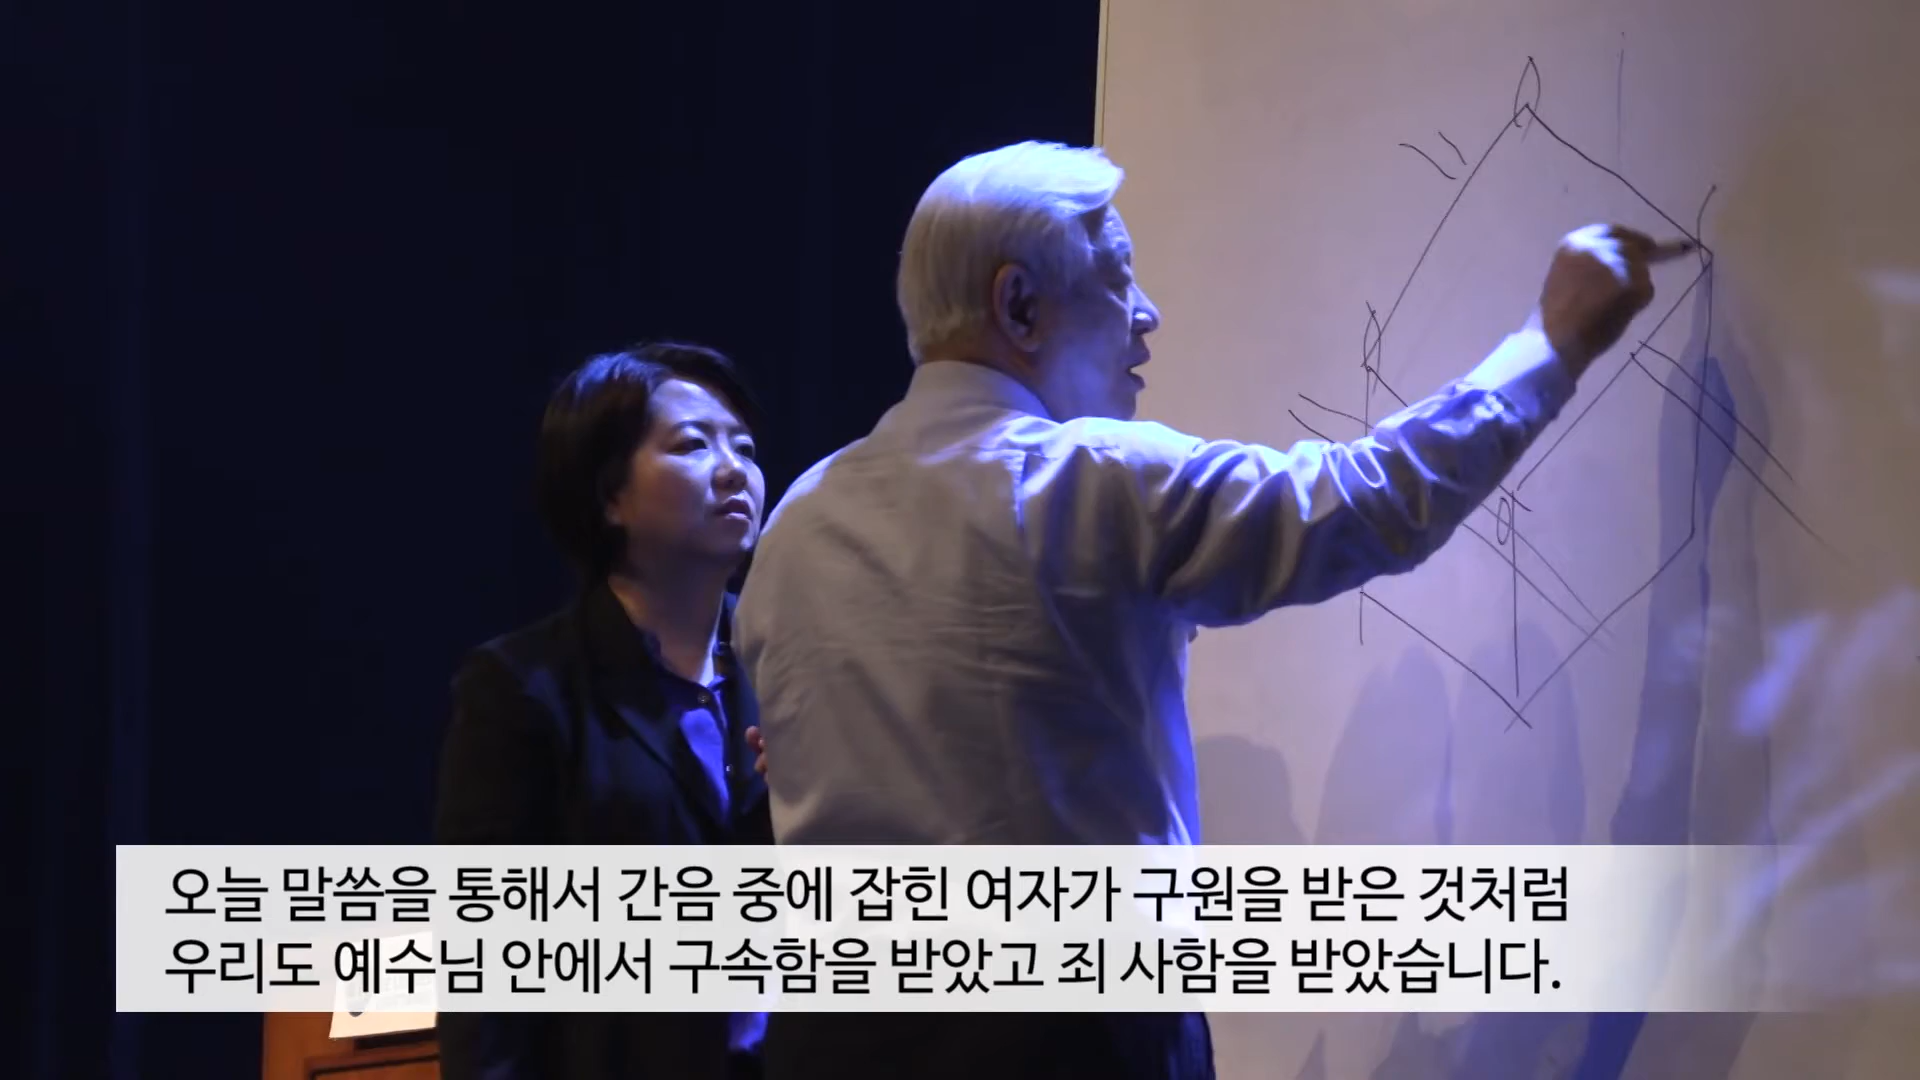 오늘 말씀을 통해서 간음 중에 잡힌 여자가 구원을 받은 것처럼
우리도 예수님 안에서 구속함을 받았고 죄 사함을 받았습니다.